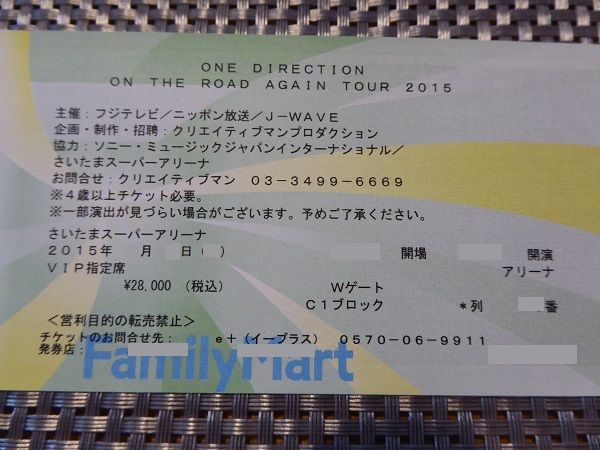 ONE DIRECTION
ON THE ROAD AGAIN TOUR 2015
主催：フジテレビ／ニッポン放送／J－WAVE
企画・制作・招聘：クリエイティブマンプロダクション
協力：ソニー・ミュージックジャパンインターナショナル／
さいたまスーパーアリーナ
お問合せ：クリエイティブマン 03－3499－6669
※4歳以上チケット必要。
※一部演出が見づらい場合がございます。予めご了承ください。
さいたまスーパーアリーナ
2015年 月 日( ) 開場 開演
VIP指定席 アリーナ
¥28,000 (税込) Wゲート
C1ブロック *列 番
＜営利目的の転売禁止＞
チケットのお問合せ先： e＋（イープラス） 0570－06－9911
発券店：
FamilyMart